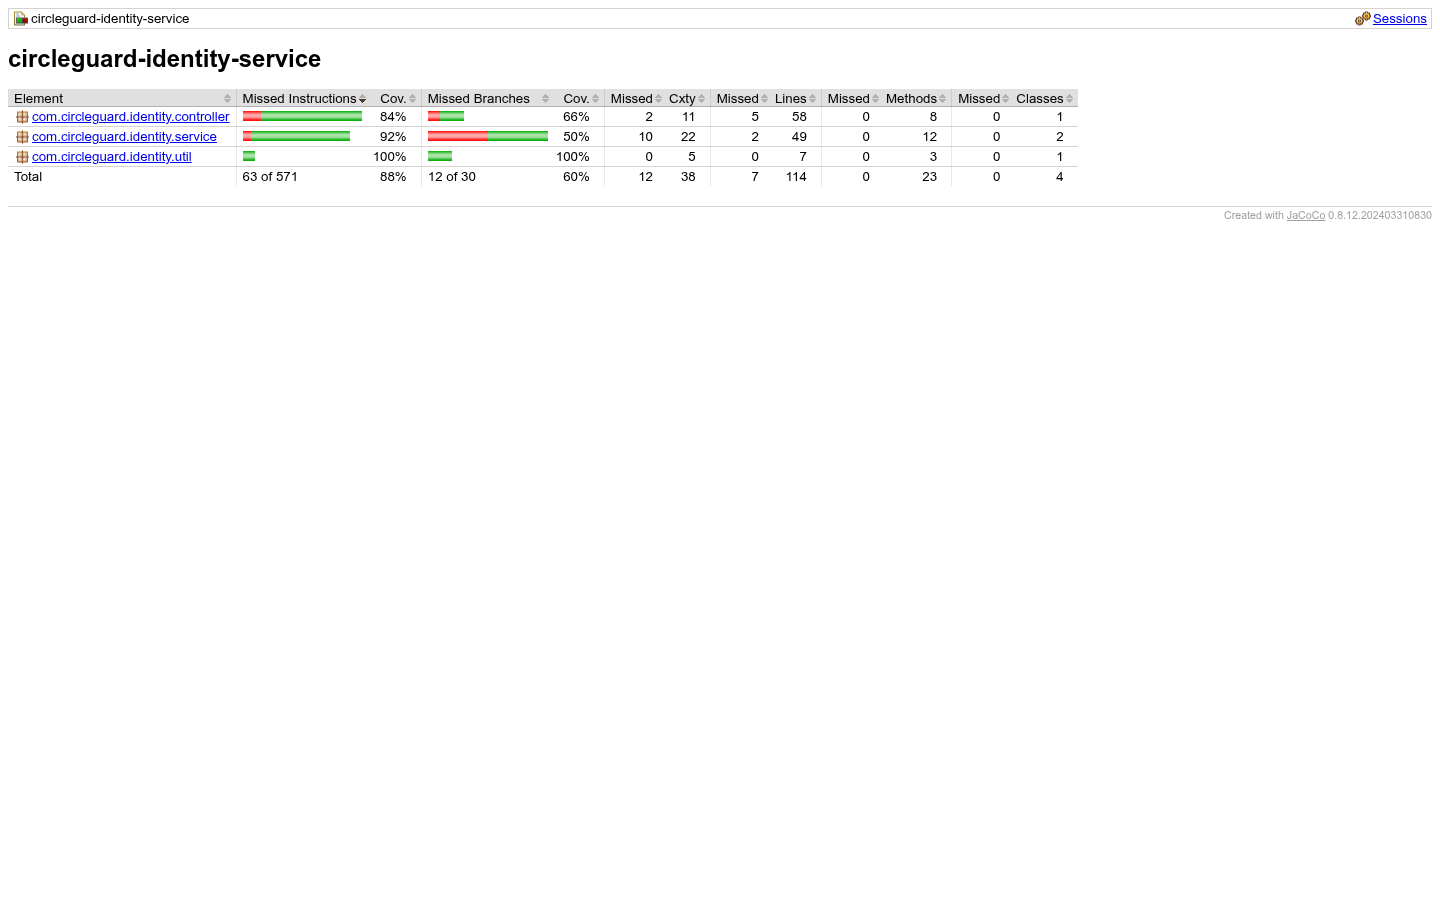 circleguard-identity-service Sessions
circleguard-identity-service
Element Missed Instructions Cov. Missed Branches Cov. Missed Cxty Missed Lines Missed Methods Missed Classes
com.circleguard.identity.controller 84% 66% 2 11 5 58 0 8 0 1
com.circleguard.identity.service 92% 50% 10 22 2 49 0 12 0 2
com.circleguard.identity.util 100% 100% 0 5 0 7 0 3 0 1
Total 63 of 571 88% 12 of 30 60% 12 38 7 114 0 23 0 4
Created with JaCoCo 0.8.12.202403310830